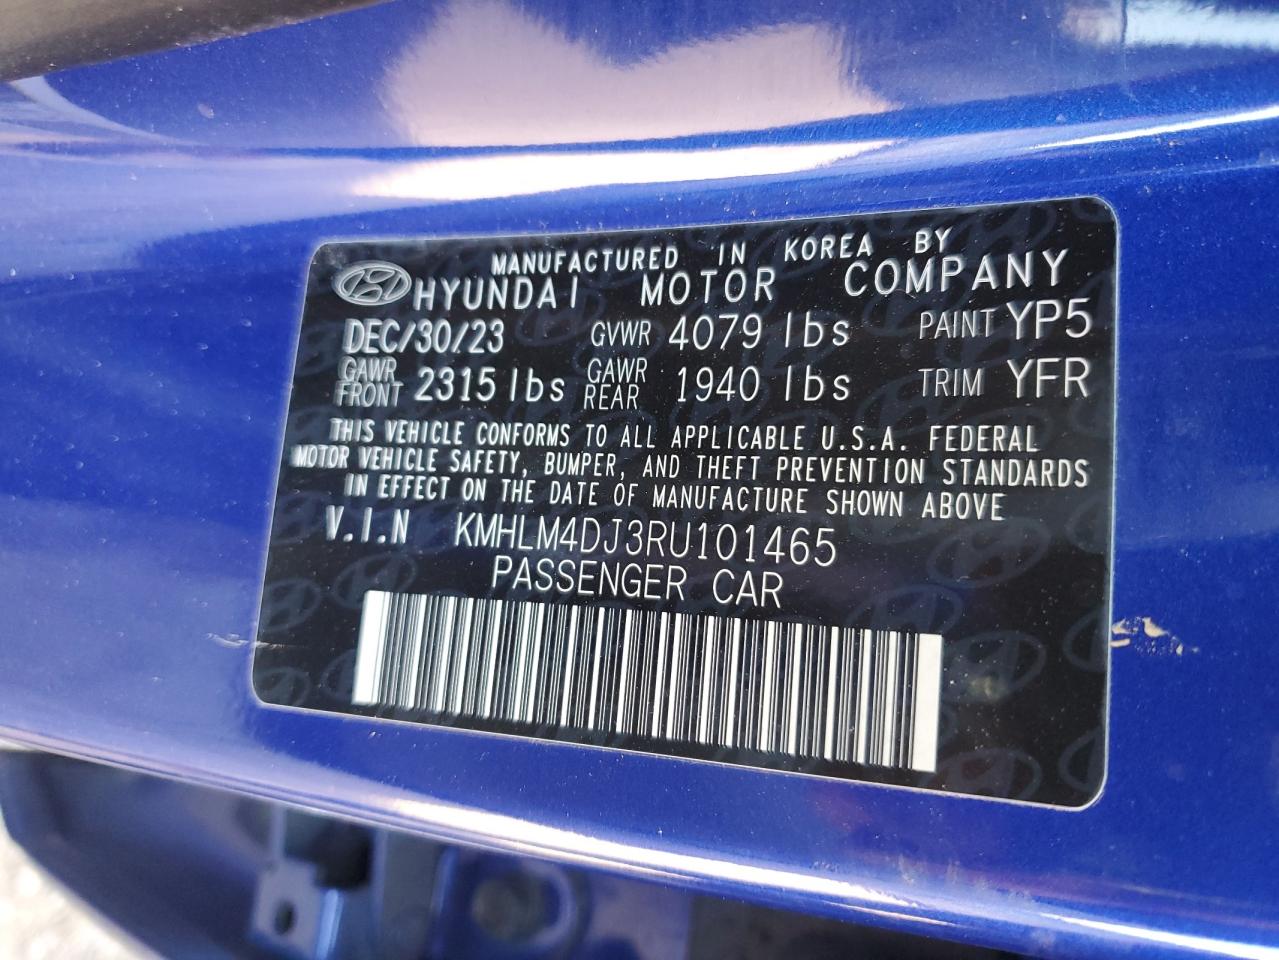 MANUFACTURED IN KOREA BY
HYUNDAI MOTOR COMPANY
DEC/30/23 GVWR 4079 lbs PAINT YP5
GAWR FRONT 2315 lbs GAWR REAR 1940 lbs TRIM YFR
THIS VEHICLE CONFORMS TO ALL APPLICABLE U.S.A. FEDERAL
MOTOR VEHICLE SAFETY, BUMPER, AND THEFT PREVENTION STANDARDS
IN EFFECT ON THE DATE OF MANUFACTURE SHOWN ABOVE
V.I.N KMHLM4DJ3RU101465
PASSENGER CAR